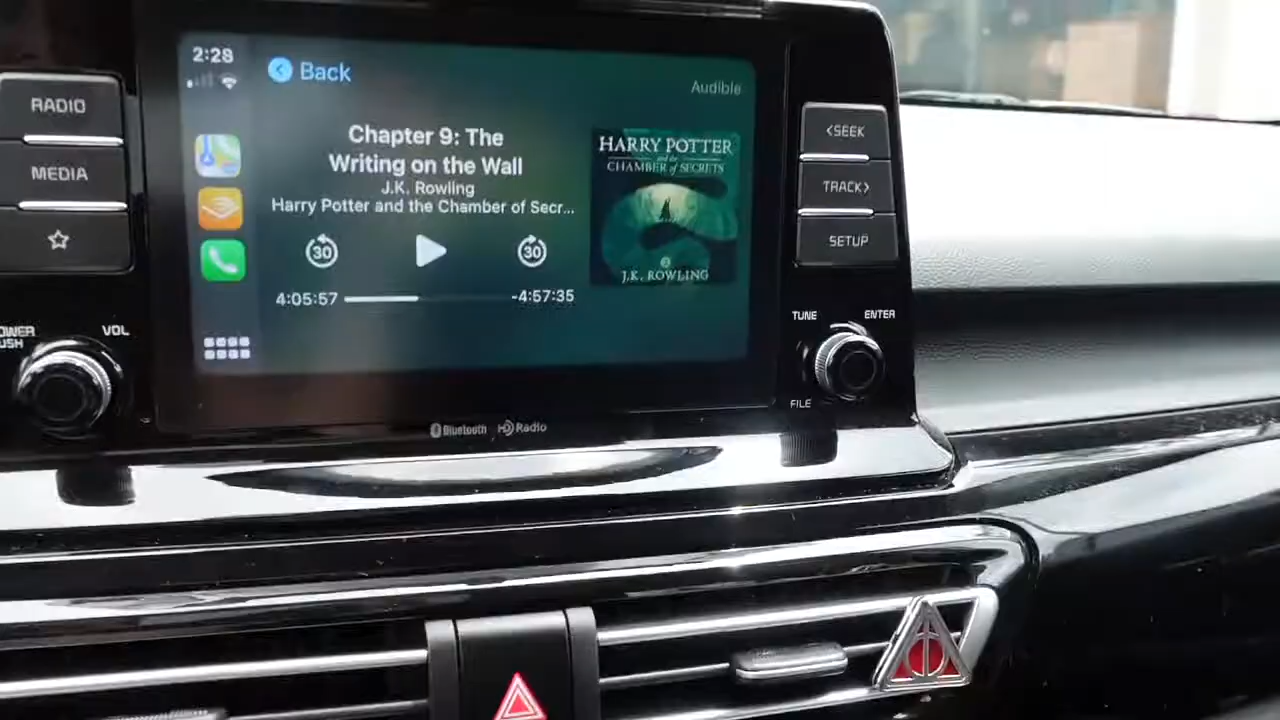 RADIO
MEDIA
VOL
2:28
Back
Audible
Chapter 9: The
Writing on the Wall
J.K. Rowling
Harry Potter and the Chamber of Secr...
30
30
4:05:57
-4:57:35
HARRY POTTER
and the
CHAMBER of SECRETS
J.K. ROWLING
<SEEK
TRACK>
SETUP
TUNE
ENTER
FILE
Bluetooth
HD Radio